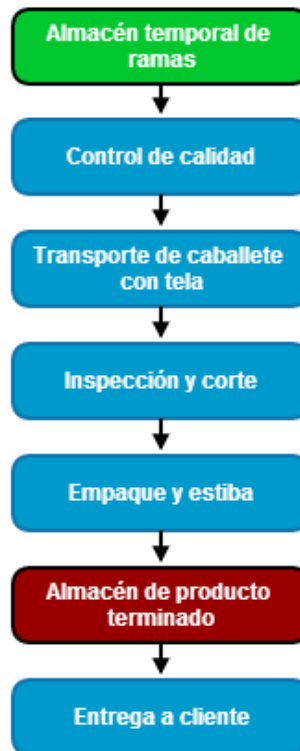 Almacén temporal de
ramas
Control de calidad
Transporte de caballete
con tela
Inspección y corte
Empaque y estiba
Almacén de producto
terminado
Entrega a cliente